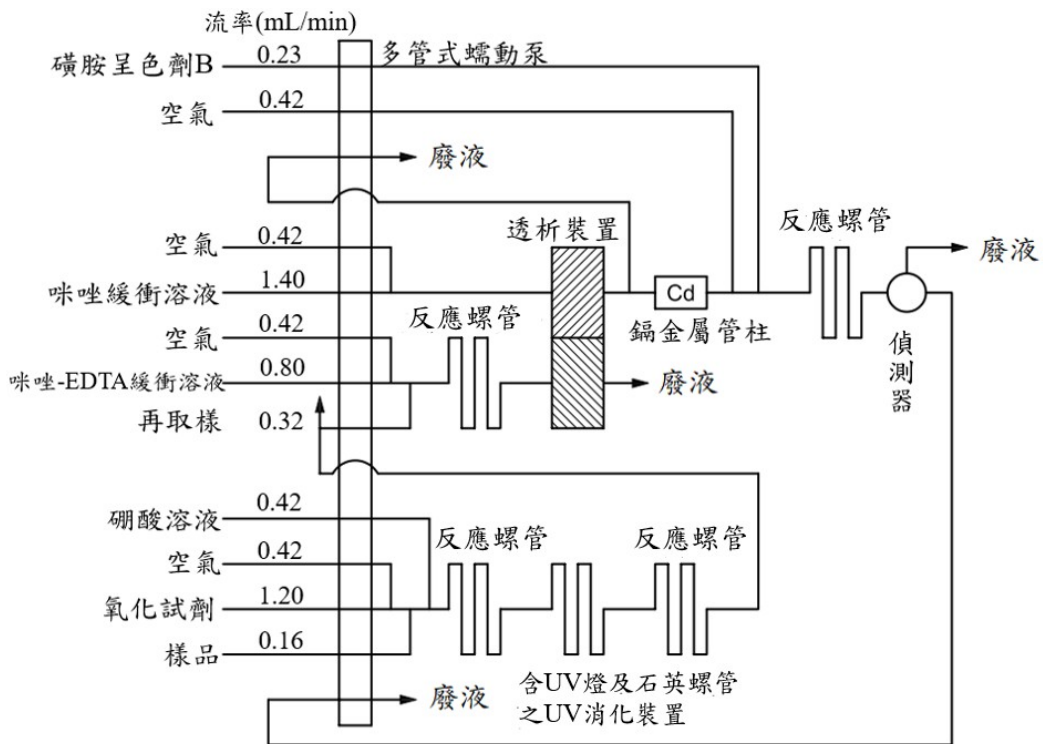 流率(mL/min)
磺胺呈色劑B 0.23 多管式蠕動泵
空氣 0.42
廢液
空氣 0.42 透析裝置 反應螺管 廢液
咪唑緩衝溶液 1.40 Cd
空氣 0.42 反應螺管 鎘金屬管柱
咪唑-EDTA緩衝溶液 0.80 廢液 偵測器
再取樣 0.32
硼酸溶液 0.42
空氣 0.42 反應螺管 反應螺管
氧化試劑 1.20
樣品 0.16
含UV燈及石英螺管
之UV消化裝置
廢液